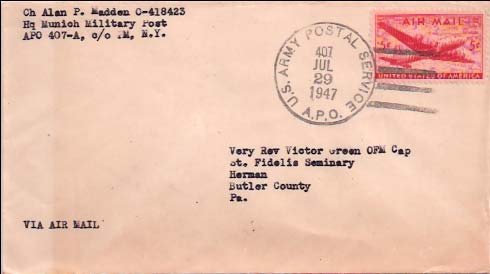 Ch Alan P. Madden O-418423
Hq Munich Military Post
APO 407-A, c/o PM, N.Y.
U.S. ARMY POSTAL SERVICE
407
JUL
29
1947
A.P.O.
AIR MAIL
5¢ 5¢
UNITED STATES OF AMERICA
Very Rev Victor Green OFM Cap
St. Fidelis Seminary
Herman
Butler County
Pa.
VIA AIR MAIL